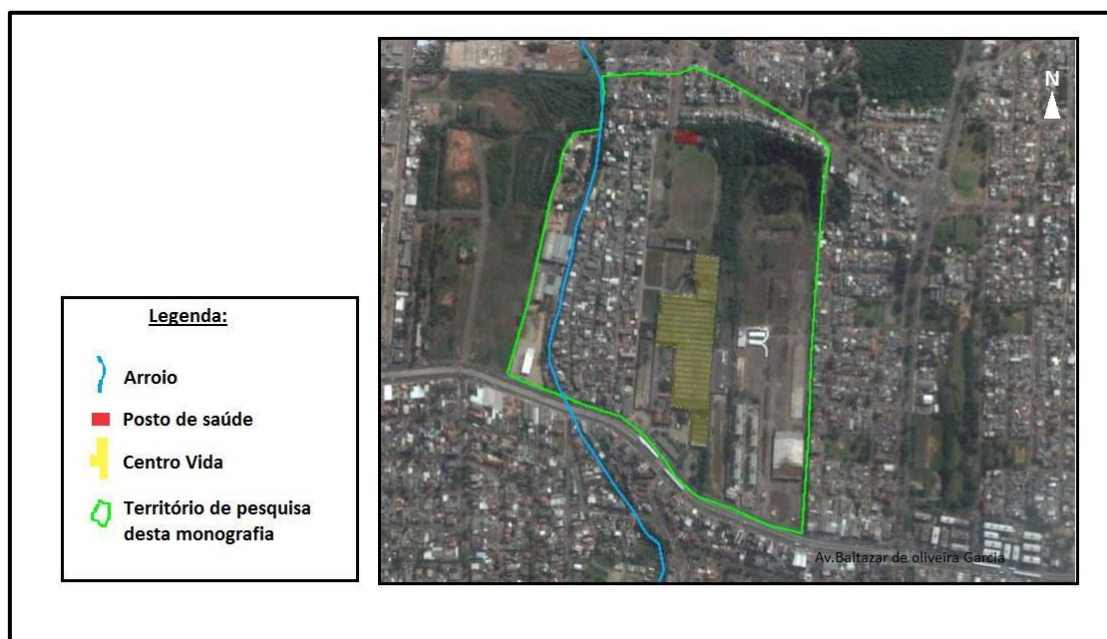 N
Legenda:
Arroio
Posto de saúde
Centro Vida
Território de pesquisa
desta monografia
Av.Baltazar de oliveira Garcia